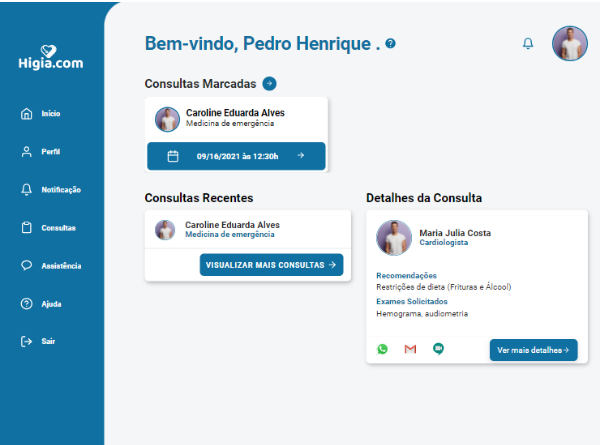 Higia.com
Início
Perfil
Notificação
Consultas
Assistência
Ajuda
Sair
Bem-vindo, Pedro Henrique . ?
Consultas Marcadas
Caroline Eduarda Alves
Medicina de emergência
09/16/2021 às 12:30h →
Consultas Recentes
Caroline Eduarda Alves
Medicina de emergência
VISUALIZAR MAIS CONSULTAS →
Detalhes da Consulta
Maria Julia Costa
Cardiologista
Recomendações
Restrições de dieta (Frituras e Álcool)
Exames Solicitados
Hemograma, audiometria
Ver mais detalhes →